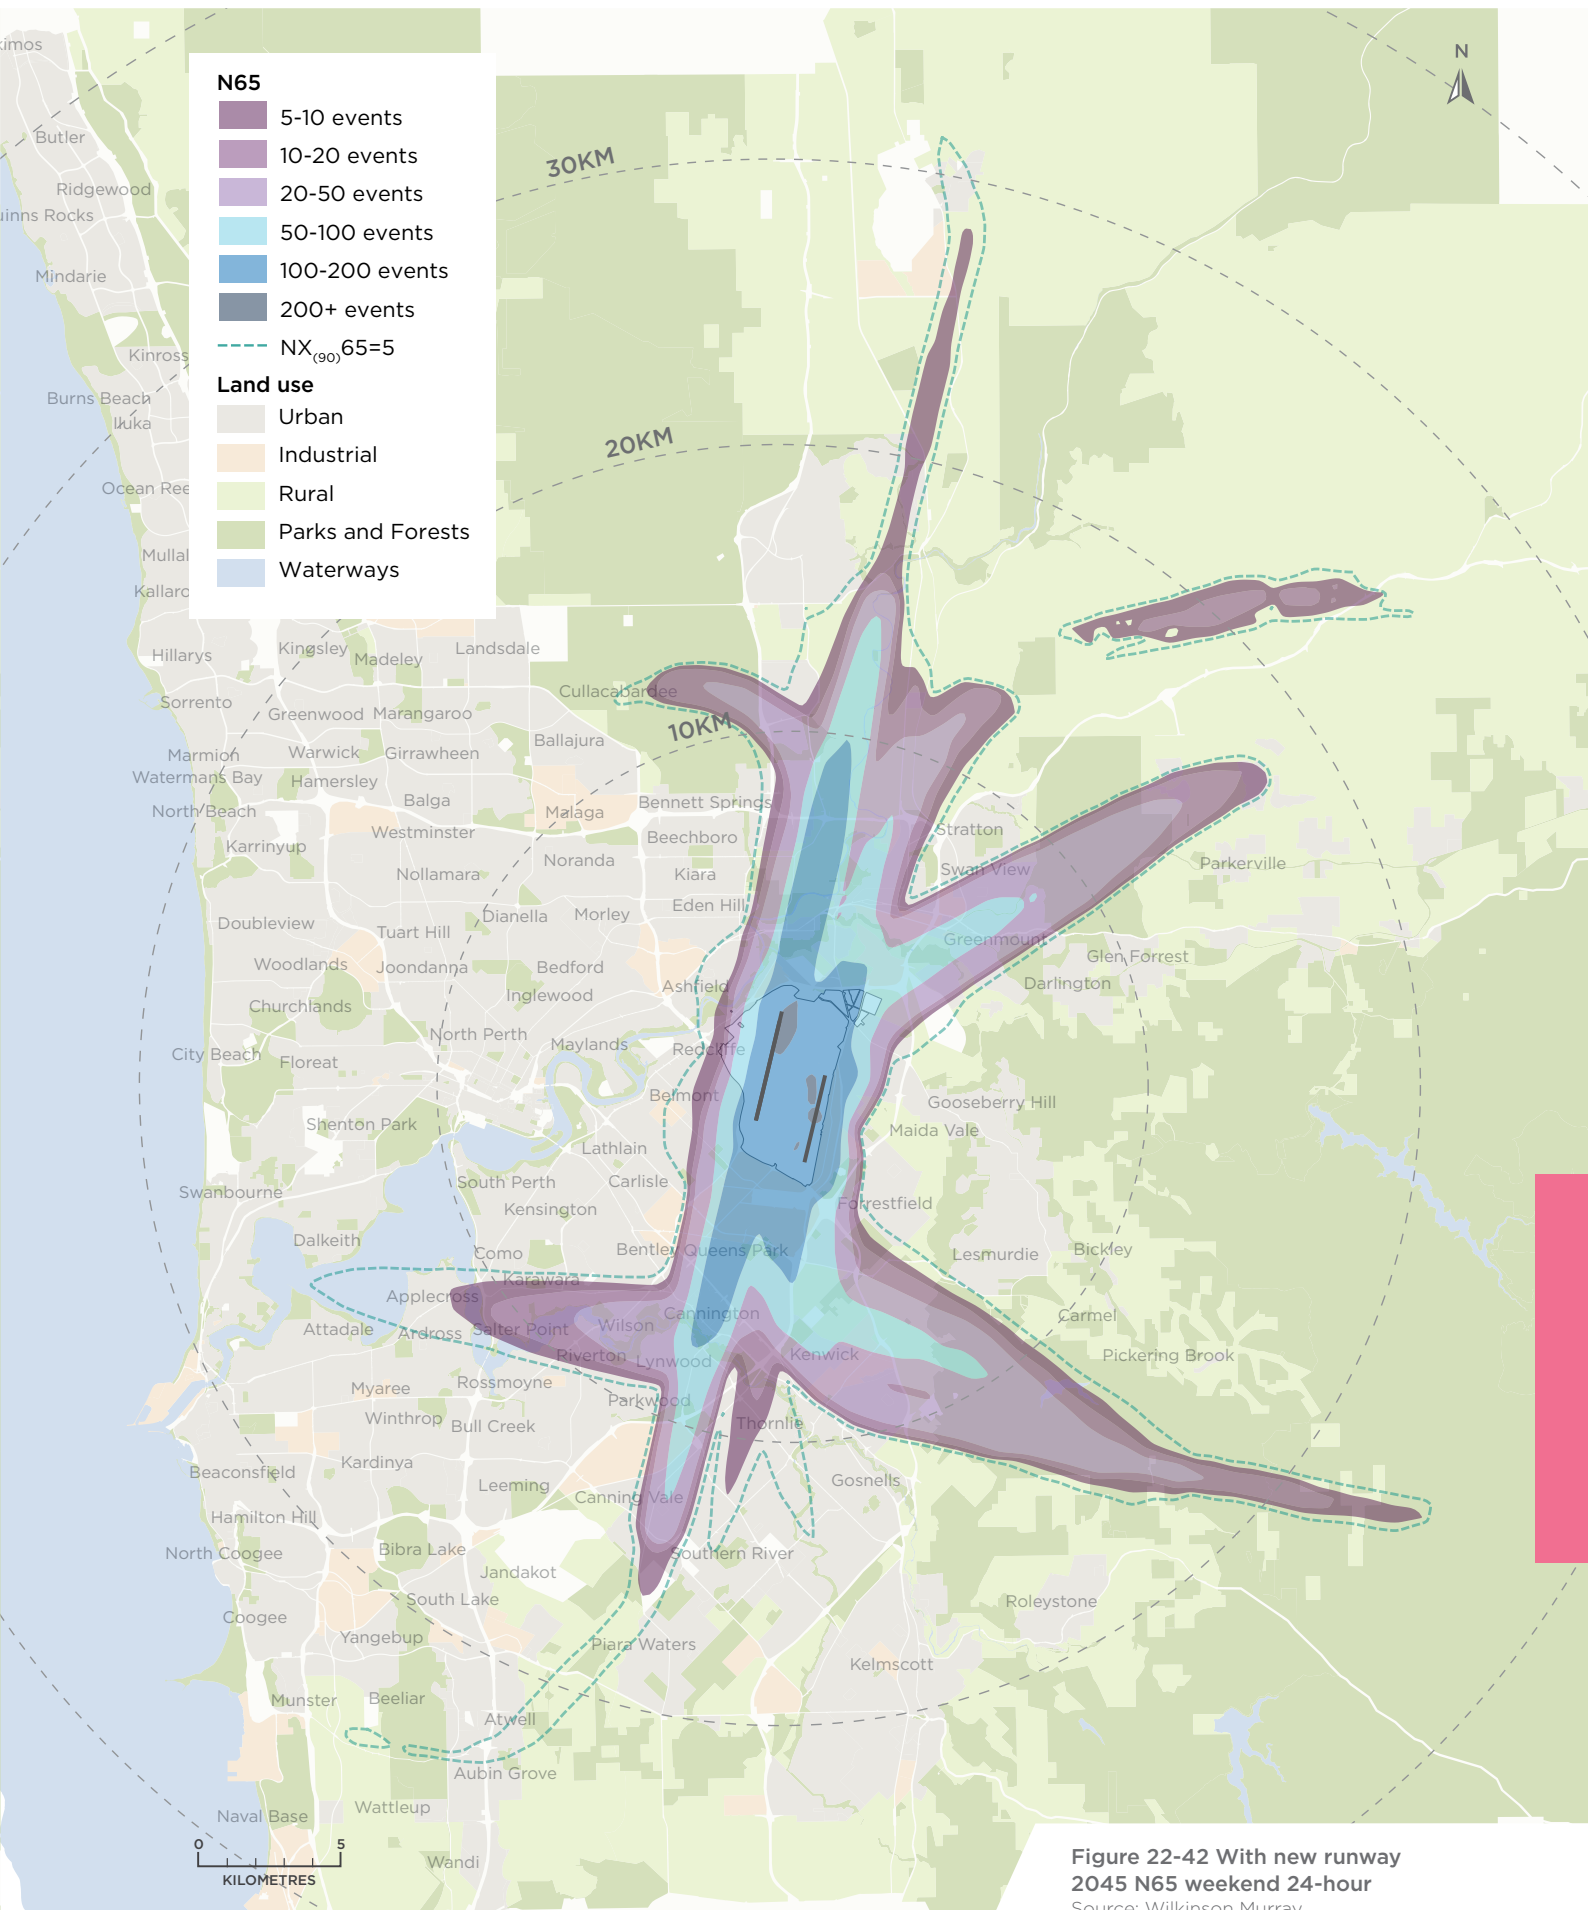 N65
5-10 events
10-20 events
20-50 events
50-100 events
100-200 events
200+ events
NX(90)65=5
Land use
Urban
Industrial
Rural
Parks and Forests
Waterways
N
30KM
20KM
10KM
Butler
Ridgewood
Mindarie
Kinross
Burns Beach
Iluka
Hillarys
Kingsley
Madeley
Landsdale
Cullacabardee
Sorrento
Greenwood
Marangaroo
Ballajura
Marmion
Warwick
Girrawheen
Watermans Bay
Hamersley
North Beach
Balga
Malaga
Bennett Springs
Westminster
Beechboro
Stratton
Karrinyup
Noranda
Swan View
Parkerville
Nollamara
Kiara
Eden Hill
Doubleview
Dianella
Morley
Tuart Hill
Greenmount
Woodlands
Joondanna
Bedford
Glen Forrest
Churchlands
Inglewood
Ashfield
Darlington
North Perth
Maylands
Redcliffe
City Beach
Floreat
Belmont
Gooseberry Hill
Shenton Park
Maida Vale
Lathlain
South Perth
Carlisle
Swanbourne
Kensington
Forrestfield
Dalkeith
Como
Bentley
Queens Park
Lesmurdie
Bickley
Karawara
Applecross
Cannington
Carmel
Attadale
Ardross
Salter Point
Wilson
Riverton
Lynwood
Kenwick
Pickering Brook
Myaree
Rossmoyne
Parkwood
Winthrop
Bull Creek
Thornlie
Kardinya
Beaconsfield
Leeming
Gosnells
Canning Vale
Hamilton Hill
North Coogee
Bibra Lake
Southern River
Jandakot
South Lake
Roleystone
Coogee
Yangebup
Piara Waters
Kelmscott
Munster
Beeliar
Atwell
Aubin Grove
Wattleup
Naval Base
Wandi
0 5
KILOMETRES
Figure 22-42 With new runway
2045 N65 weekend 24-hour
Source: Wilkinson Murray